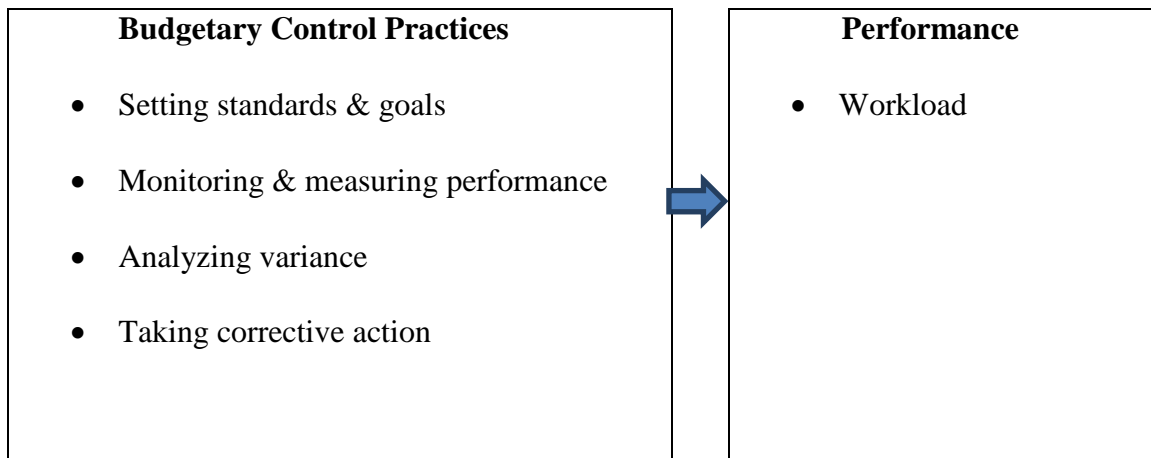 Budgetary Control Practices
• Setting standards & goals
• Monitoring & measuring performance
• Analyzing variance
• Taking corrective action
Performance
• Workload